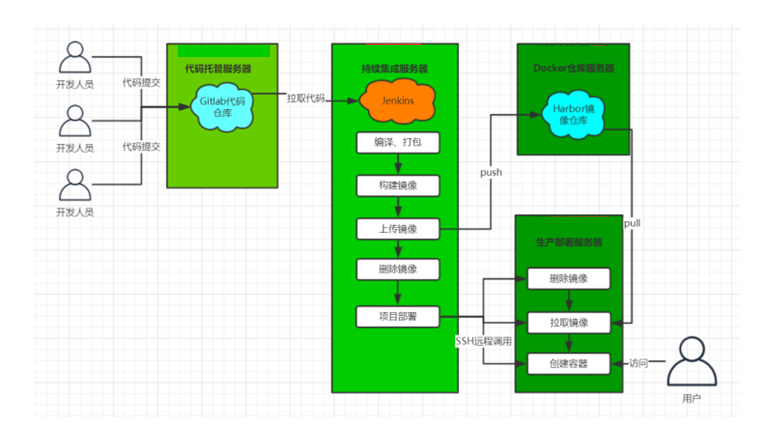 开发人员
代码提交
开发人员
代码提交
开发人员
代码托管服务器
Gitlab代码
仓库
拉取代码
持续集成服务器
Jenkins
编译、打包
构建镜像
上传镜像
删除镜像
项目部署
push
Docker仓库服务器
Harbor镜
像仓库
pull
生产部署服务器
删除镜像
拉取镜像
创建容器
SSH远程调用
访问
用户